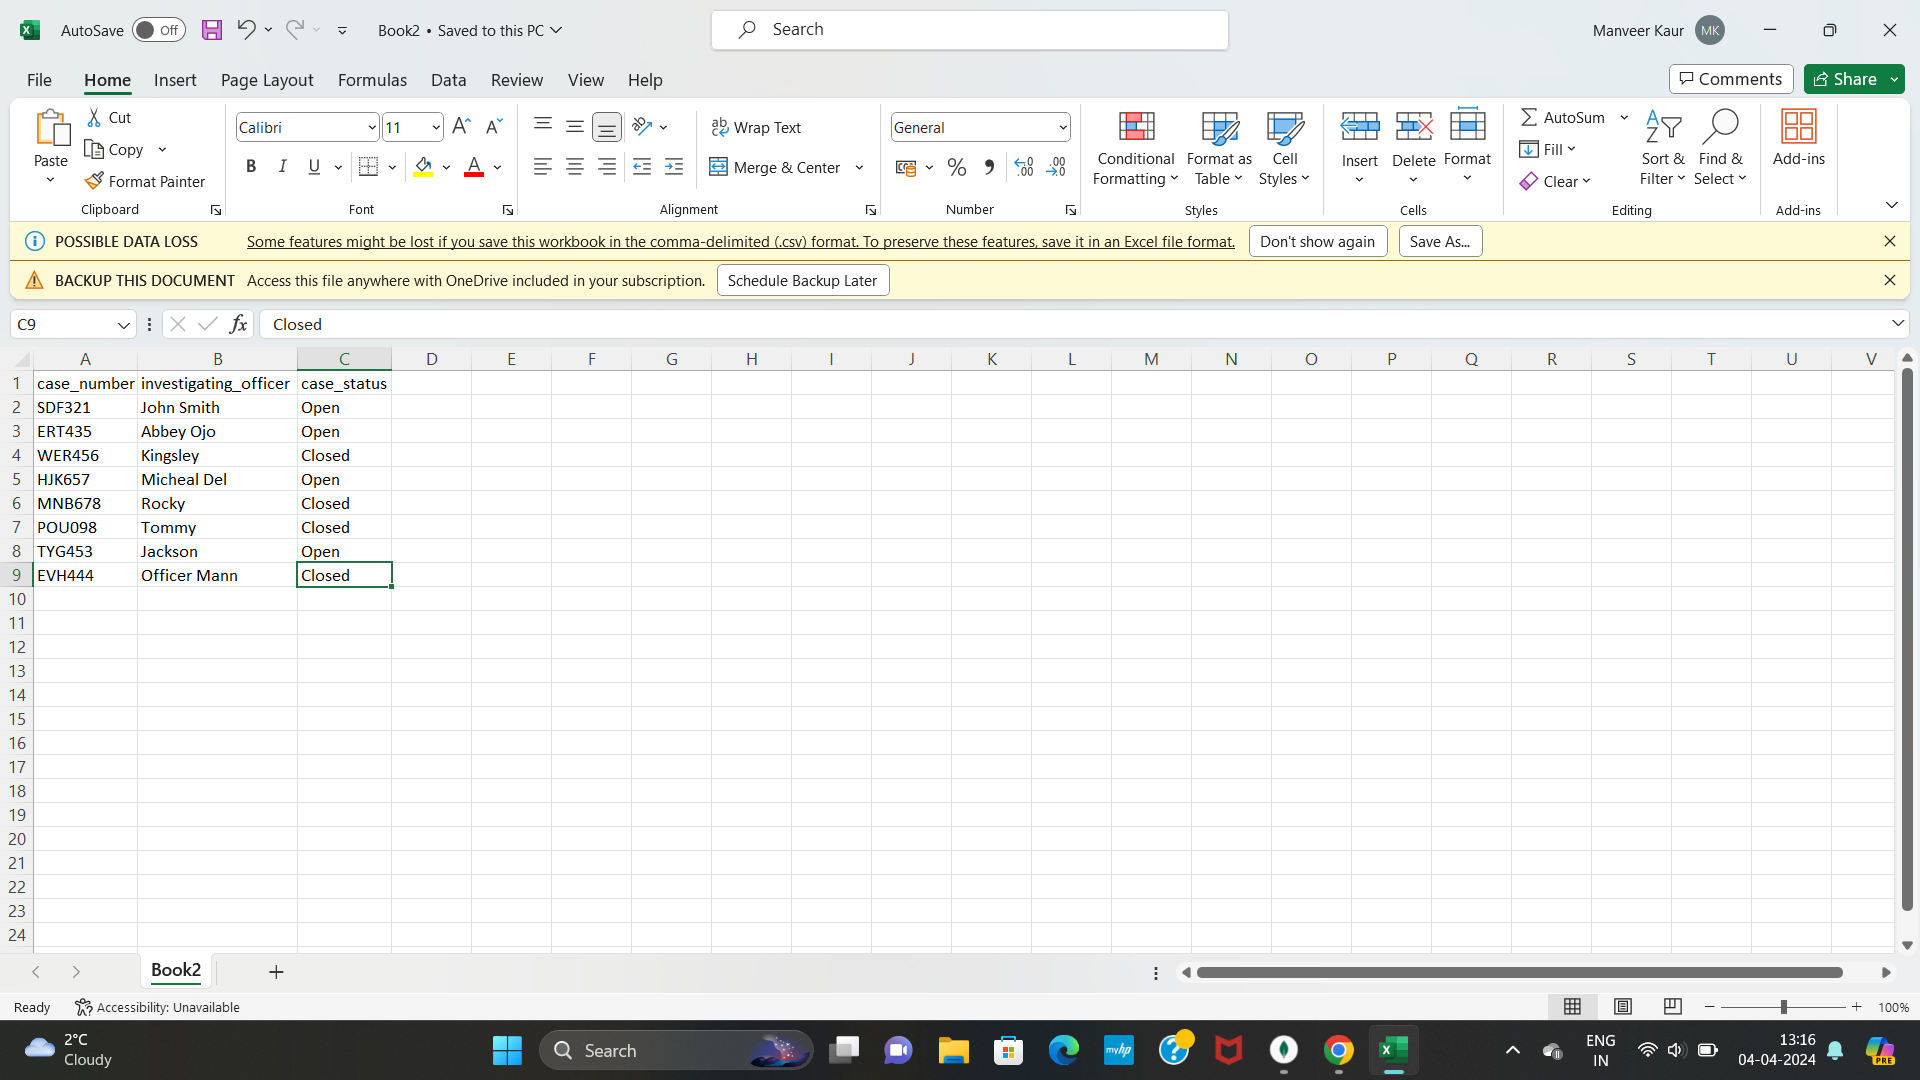 AutoSave Off Book2 • Saved to this PC Search Manveer Kaur MK
File Home Insert Page Layout Formulas Data Review View Help Comments Share
Paste Cut Copy Format Painter Clipboard
Calibri 11 B I U A Font
Wrap Text Merge & Center Alignment
General % Number
Conditional Formatting Format as Table Cell Styles Styles
Insert Delete Format Cells
AutoSum Fill Clear Sort & Filter Find & Select Editing
Add-ins Add-ins
POSSIBLE DATA LOSS Some features might be lost if you save this workbook in the comma-delimited (.csv) format. To preserve these features, save it in an Excel file format. Don't show again Save As...
BACKUP THIS DOCUMENT Access this file anywhere with OneDrive included in your subscription. Schedule Backup Later
C9 fx Closed
A B C D E F G H I J K L M N O P Q R S T U V
1 case_number investigating_officer case_status
2 SDF321 John Smith Open
3 ERT435 Abbey Ojo Open
4 WER456 Kingsley Closed
5 HJK657 Micheal Del Open
6 MNB678 Rocky Closed
7 POU098 Tommy Closed
8 TYG453 Jackson Open
9 EVH444 Officer Mann Closed
10
11
12
13
14
15
16
17
18
19
20
21
22
23
24
Book2
Ready Accessibility: Unavailable 100%
2°C Cloudy Search myhp ENG IN 13:16 04-04-2024 PRE